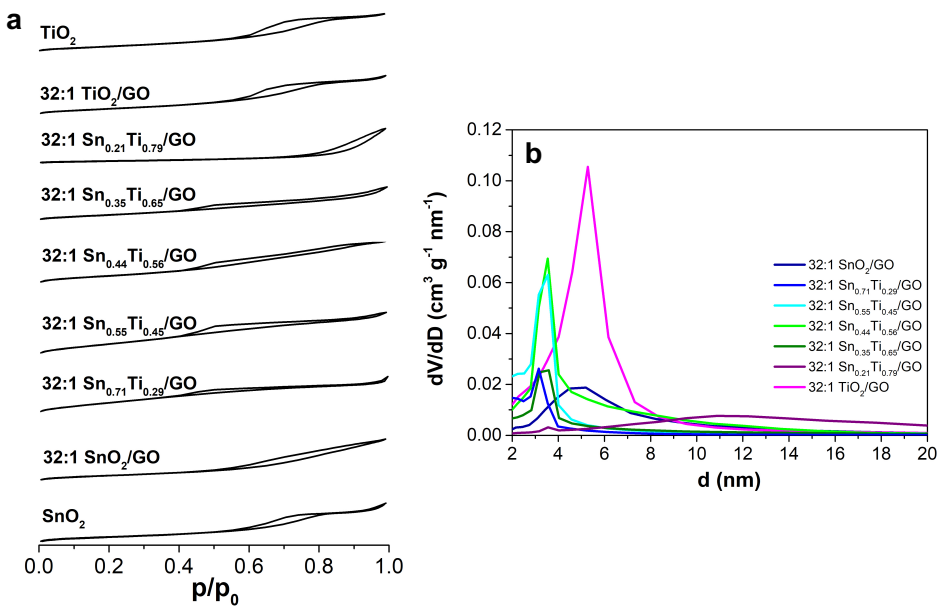 a
TiO₂
32:1 TiO₂/GO
32:1 Sn₀.₂₁Ti₀.₇₉/GO
32:1 Sn₀.₃₅Ti₀.₆₅/GO
32:1 Sn₀.₄₄Ti₀.₅₆/GO
32:1 Sn₀.₅₅Ti₀.₄₅/GO
32:1 Sn₀.₇₁Ti₀.₂₉/GO
32:1 SnO₂/GO
SnO₂
0.0 0.2 0.4 0.6 0.8 1.0
p/p₀
b
0.12
0.10
0.08
0.06
0.04
0.02
0.00
dV/dD (cm³ g⁻¹ nm⁻¹)
32:1 SnO₂/GO
32:1 Sn₀.₇₁Ti₀.₂₉/GO
32:1 Sn₀.₅₅Ti₀.₄₅/GO
32:1 Sn₀.₄₄Ti₀.₅₆/GO
32:1 Sn₀.₃₅Ti₀.₆₅/GO
32:1 Sn₀.₂₁Ti₀.₇₉/GO
32:1 TiO₂/GO
2 4 6 8 10 12 14 16 18 20
d (nm)